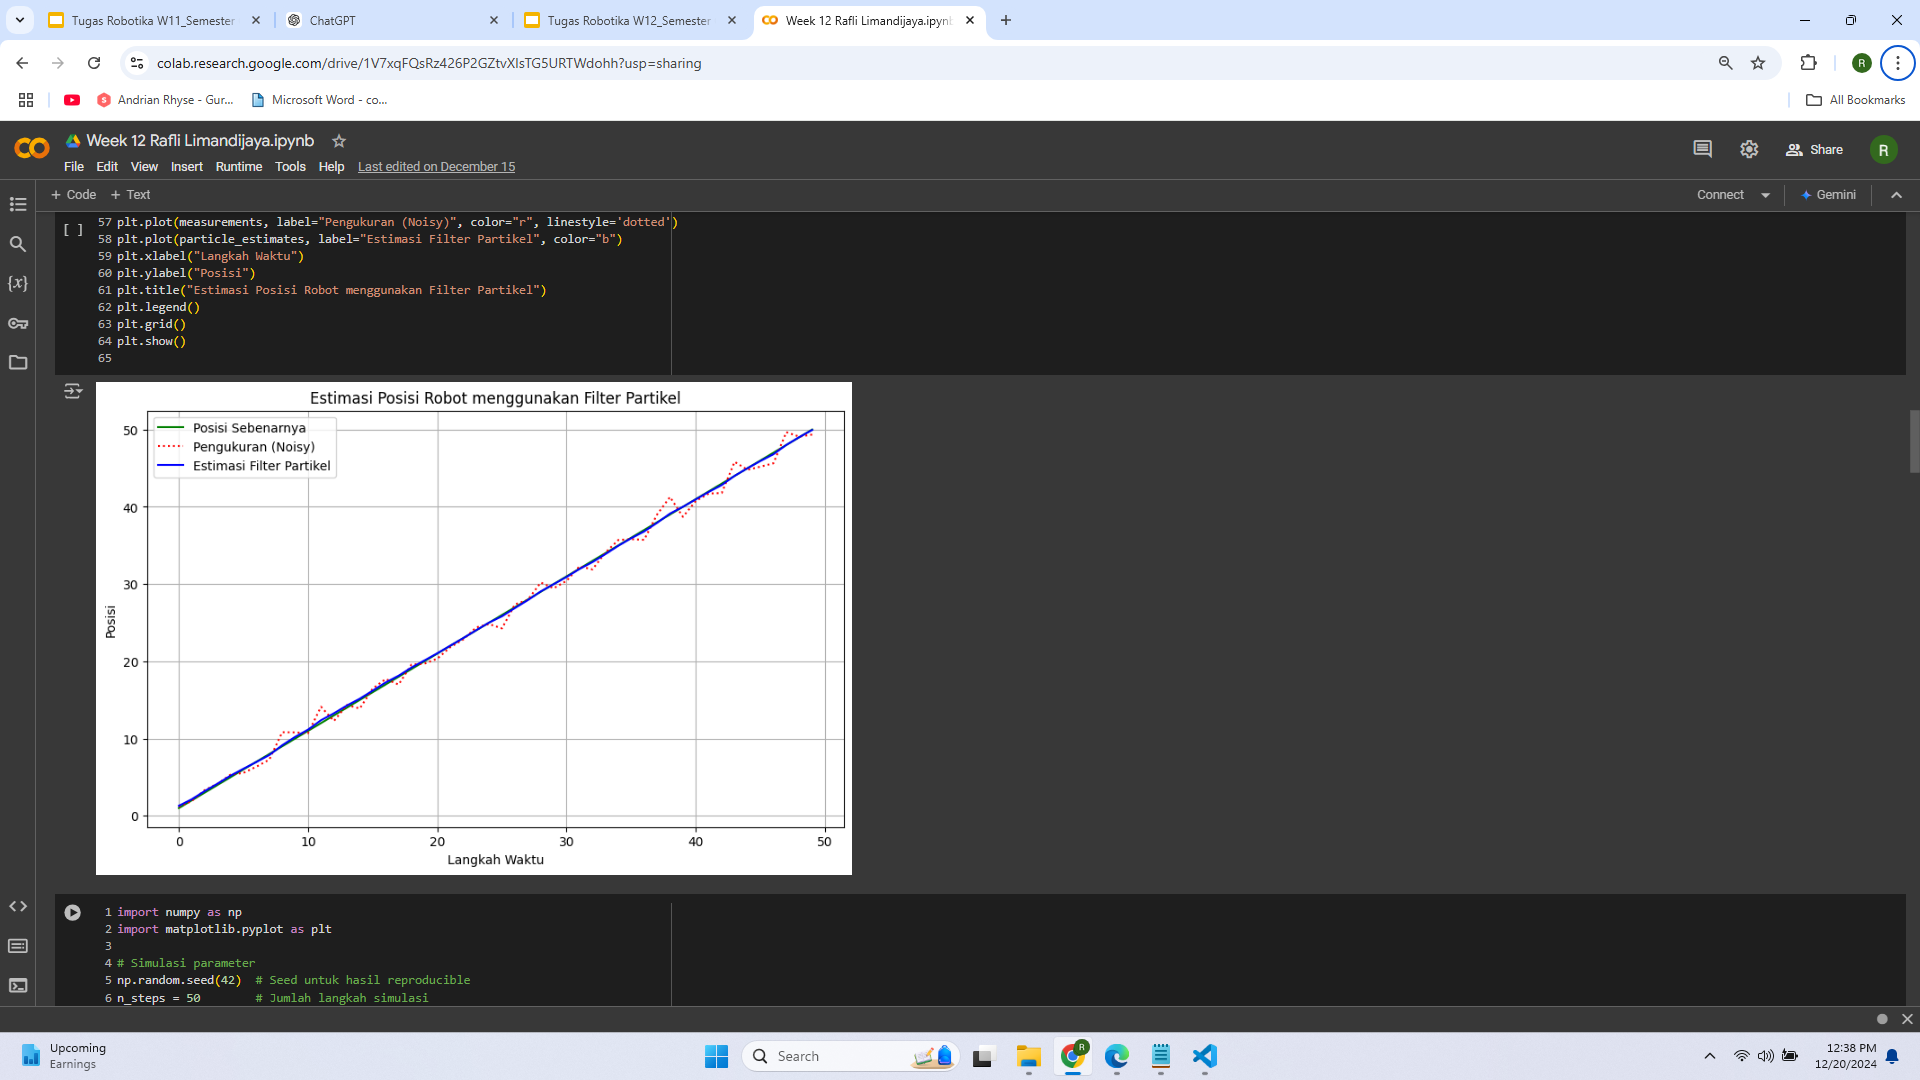 Tugas Robotika W11_Semester
ChatGPT
Tugas Robotika W12_Semester
Week 12 Rafli Limandijaya.ipynb
colab.research.google.com/drive/1V7xqFQsRz426P2GZtvXIsTG5URTWdohh?usp=sharing
R
Andrian Rhyse - Gur...
Microsoft Word - co...
All Bookmarks
Week 12 Rafli Limandijaya.ipynb
File Edit View Insert Runtime Tools Help Last edited on December 15
Share
R
+ Code + Text
Connect
Gemini
[ ]
57 plt.plot(measurements, label="Pengukuran (Noisy)", color="r", linestyle='dotted')
58 plt.plot(particle_estimates, label="Estimasi Filter Partikel", color="b")
59 plt.xlabel("Langkah Waktu")
60 plt.ylabel("Posisi")
61 plt.title("Estimasi Posisi Robot menggunakan Filter Partikel")
62 plt.legend()
63 plt.grid()
64 plt.show()
65
Estimasi Posisi Robot menggunakan Filter Partikel
Posisi Sebenarnya
Pengukuran (Noisy)
Estimasi Filter Partikel
50
40
30
20
10
0
Posisi
0 10 20 30 40 50
Langkah Waktu
1 import numpy as np
2 import matplotlib.pyplot as plt
3
4 # Simulasi parameter
5 np.random.seed(42) # Seed untuk hasil reproducible
6 n_steps = 50 # Jumlah langkah simulasi
Upcoming
Earnings
Search
R
12:38 PM
12/20/2024